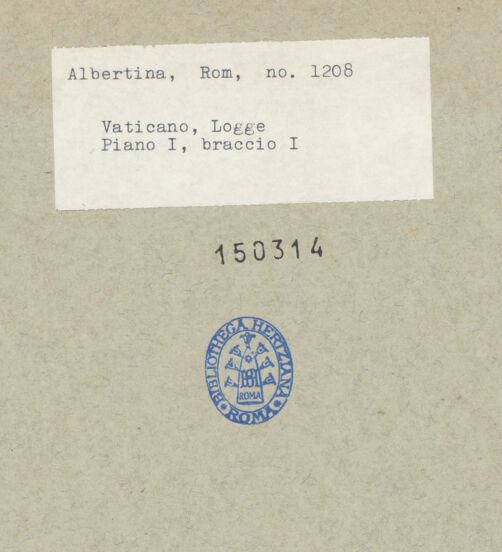 Albertina, Rom, no. 1208
Vaticano, Logge
Piano I, braccio I
150314
BIBLIOTHECA HERTZIANA
ROMA
ROMA